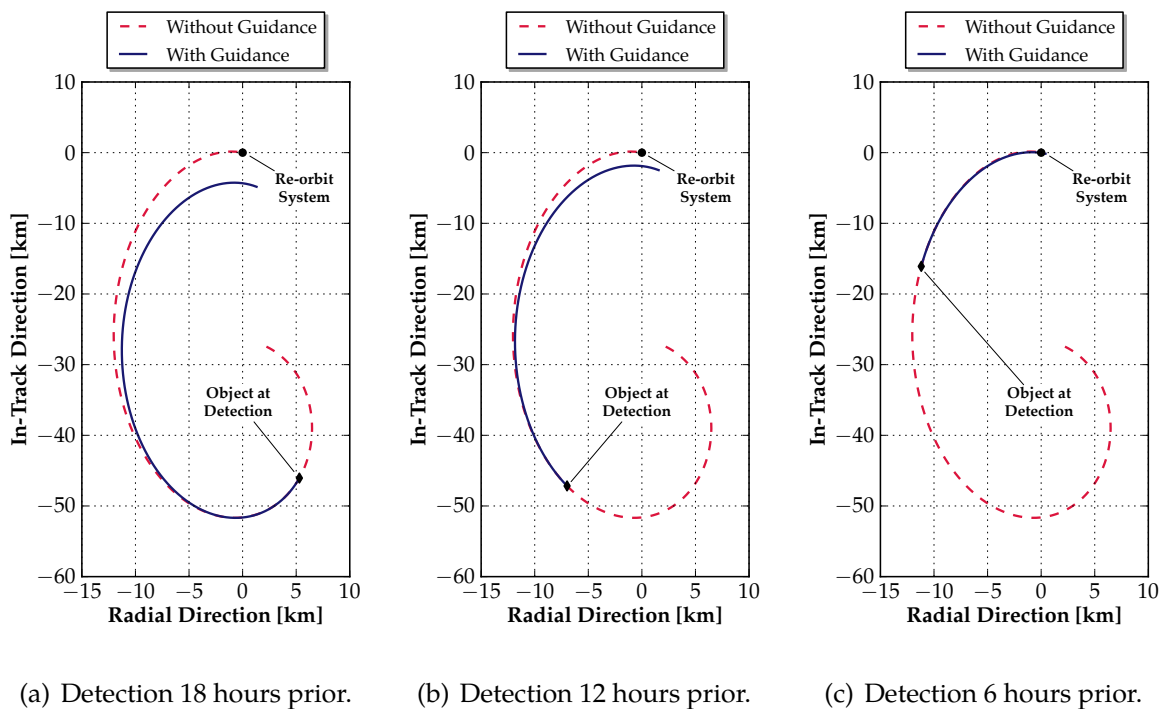 Without Guidance
With Guidance
10
0
−10
−20
−30
−40
−50
−60
−15
−10
−5
0
5
10
In-Track Direction [km]
Radial Direction [km]
Re-orbit
System
Object at
Detection
(a) Detection 18 hours prior.
Without Guidance
With Guidance
10
0
−10
−20
−30
−40
−50
−60
−15
−10
−5
0
5
10
In-Track Direction [km]
Radial Direction [km]
Re-orbit
System
Object at
Detection
(b) Detection 12 hours prior.
Without Guidance
With Guidance
10
0
−10
−20
−30
−40
−50
−60
−15
−10
−5
0
5
10
In-Track Direction [km]
Radial Direction [km]
Re-orbit
System
Object at
Detection
(c) Detection 6 hours prior.